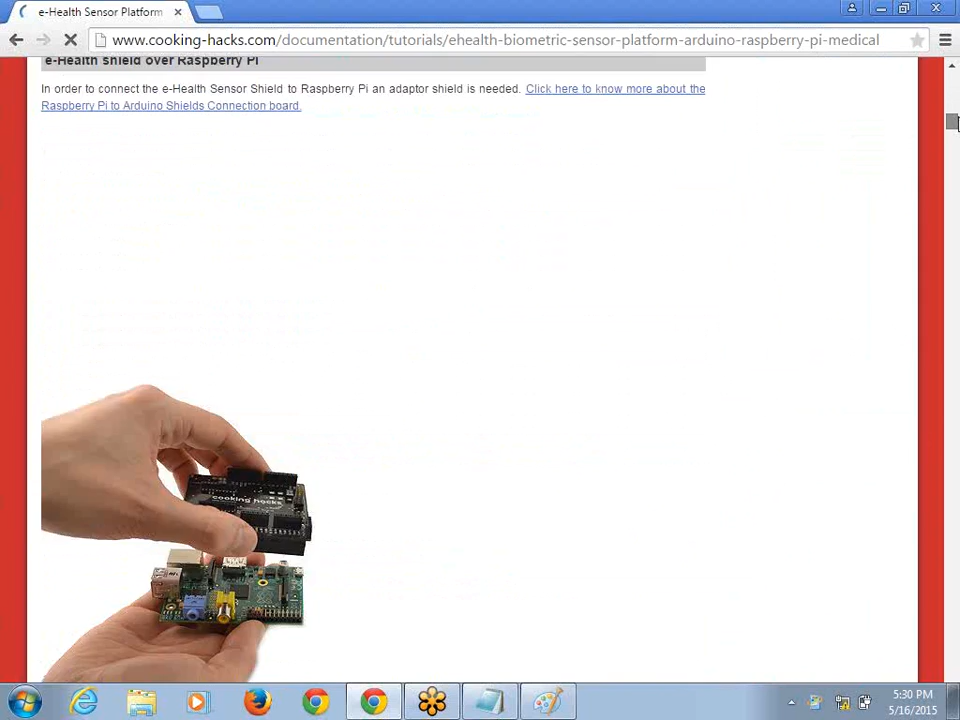 e-Health Sensor Platform
www.cooking-hacks.com/documentation/tutorials/ehealth-biometric-sensor-platform-arduino-raspberry-pi-medical
e-Health shield over Raspberry Pi
In order to connect the e-Health Sensor Shield to Raspberry Pi an adaptor shield is needed. Click here to know more about the
Raspberry Pi to Arduino Shields Connection board.
cooking hacks
5:30 PM
5/16/2015